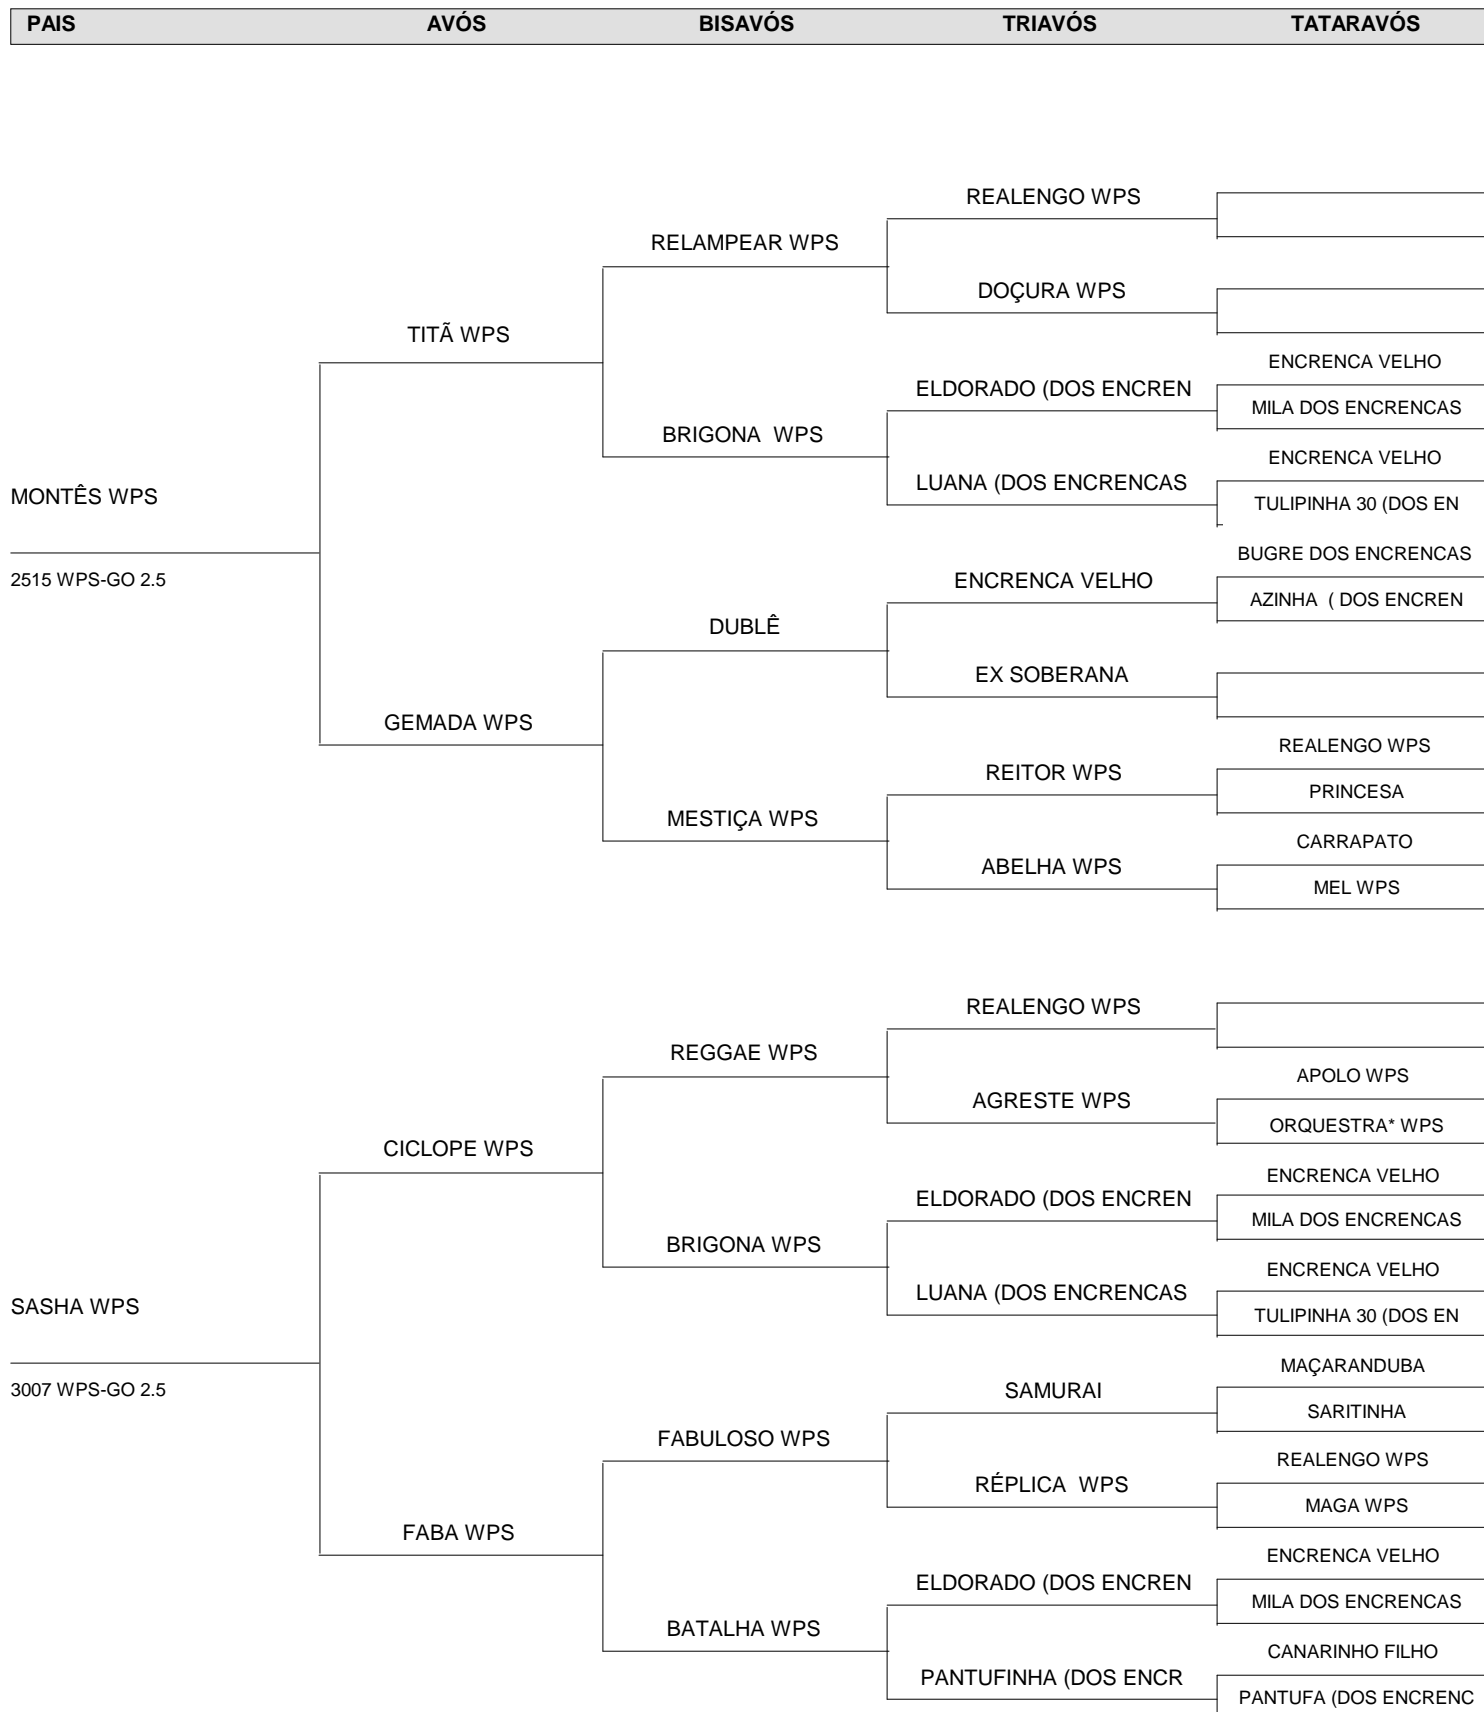 PAIS AVÓS BISAVÓS TRIAVÓS TATARAVÓS
REALENGO WPS
RELAMPEAR WPS
DOÇURA WPS
TITÃ WPS
ENCRENCA VELHO
ELDORADO (DOS ENCREN
MILA DOS ENCRENCAS
BRIGONA WPS
ENCRENCA VELHO
LUANA (DOS ENCRENCAS
TULIPINHA 30 (DOS EN
MONTÊS WPS
2515 WPS-GO 2.5
BUGRE DOS ENCRENCAS
ENCRENCA VELHO
AZINHA ( DOS ENCREN
DUBLÊ
EX SOBERANA
GEMADA WPS
REALENGO WPS
REITOR WPS
PRINCESA
MESTIÇA WPS
CARRAPATO
ABELHA WPS
MEL WPS
REALENGO WPS
REGGAE WPS
APOLO WPS
AGRESTE WPS
ORQUESTRA* WPS
CICLOPE WPS
ENCRENCA VELHO
ELDORADO (DOS ENCREN
MILA DOS ENCRENCAS
BRIGONA WPS
ENCRENCA VELHO
LUANA (DOS ENCRENCAS
TULIPINHA 30 (DOS EN
SASHA WPS
3007 WPS-GO 2.5
MAÇARANDUBA
SAMURAI
SARITINHA
FABULOSO WPS
REALENGO WPS
RÉPLICA WPS
MAGA WPS
FABA WPS
ENCRENCA VELHO
ELDORADO (DOS ENCREN
MILA DOS ENCRENCAS
BATALHA WPS
CANARINHO FILHO
PANTUFINHA (DOS ENCR
PANTUFA (DOS ENCRENC